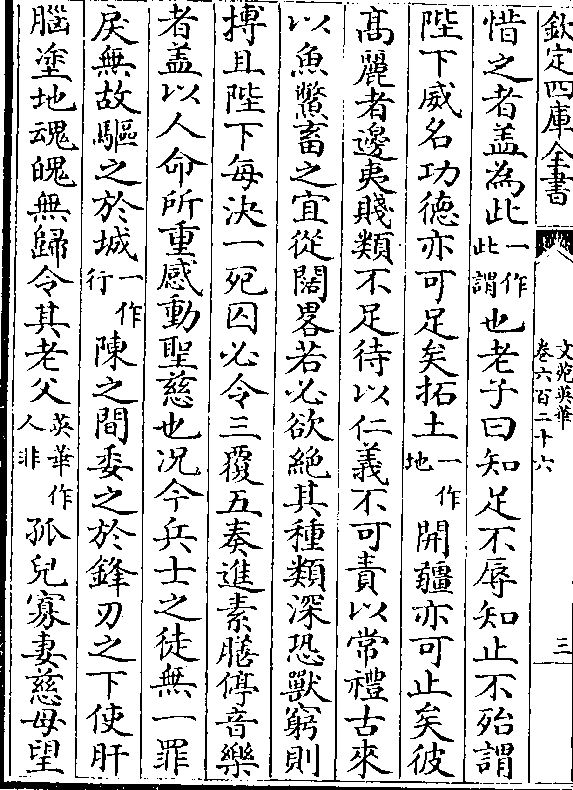 欽定四庫全書
文苑英華
卷六百二十六
三
惜之者盖為此一作此謂也老子曰知足不辱知止不殆謂
陛下威名功德亦可足矣拓土一作地開疆亦可止矣彼
髙麗者邊夷賤類不足待以仁義不可責以常禮古來
以魚鱉畜之宜從闊畧若必欲絶其種類深恐獸窮則
搏且陛下每決一死囚必令三覆五奏進素膳停音樂
者盖以人命所重感動聖慈也况今兵士之徒無一罪
戾無故驅之於城一作行陳之間委之於鋒刃之下使肝
腦塗地魂魄無歸令其老父英華作人非孤兒寡妻慈母望